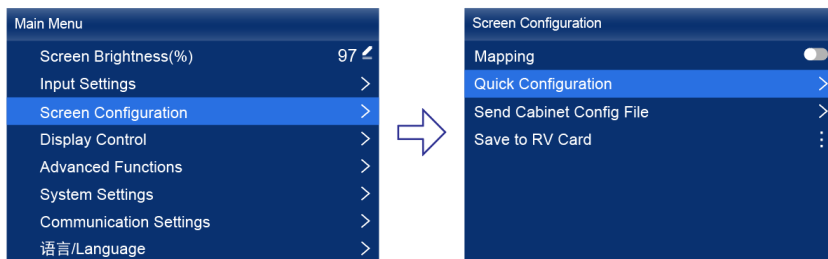 Main Menu
Screen Brightness(%) 97
Input Settings
Screen Configuration
Display Control
Advanced Functions
System Settings
Communication Settings
语言/Language
Screen Configuration
Mapping
Quick Configuration
Send Cabinet Config File
Save to RV Card